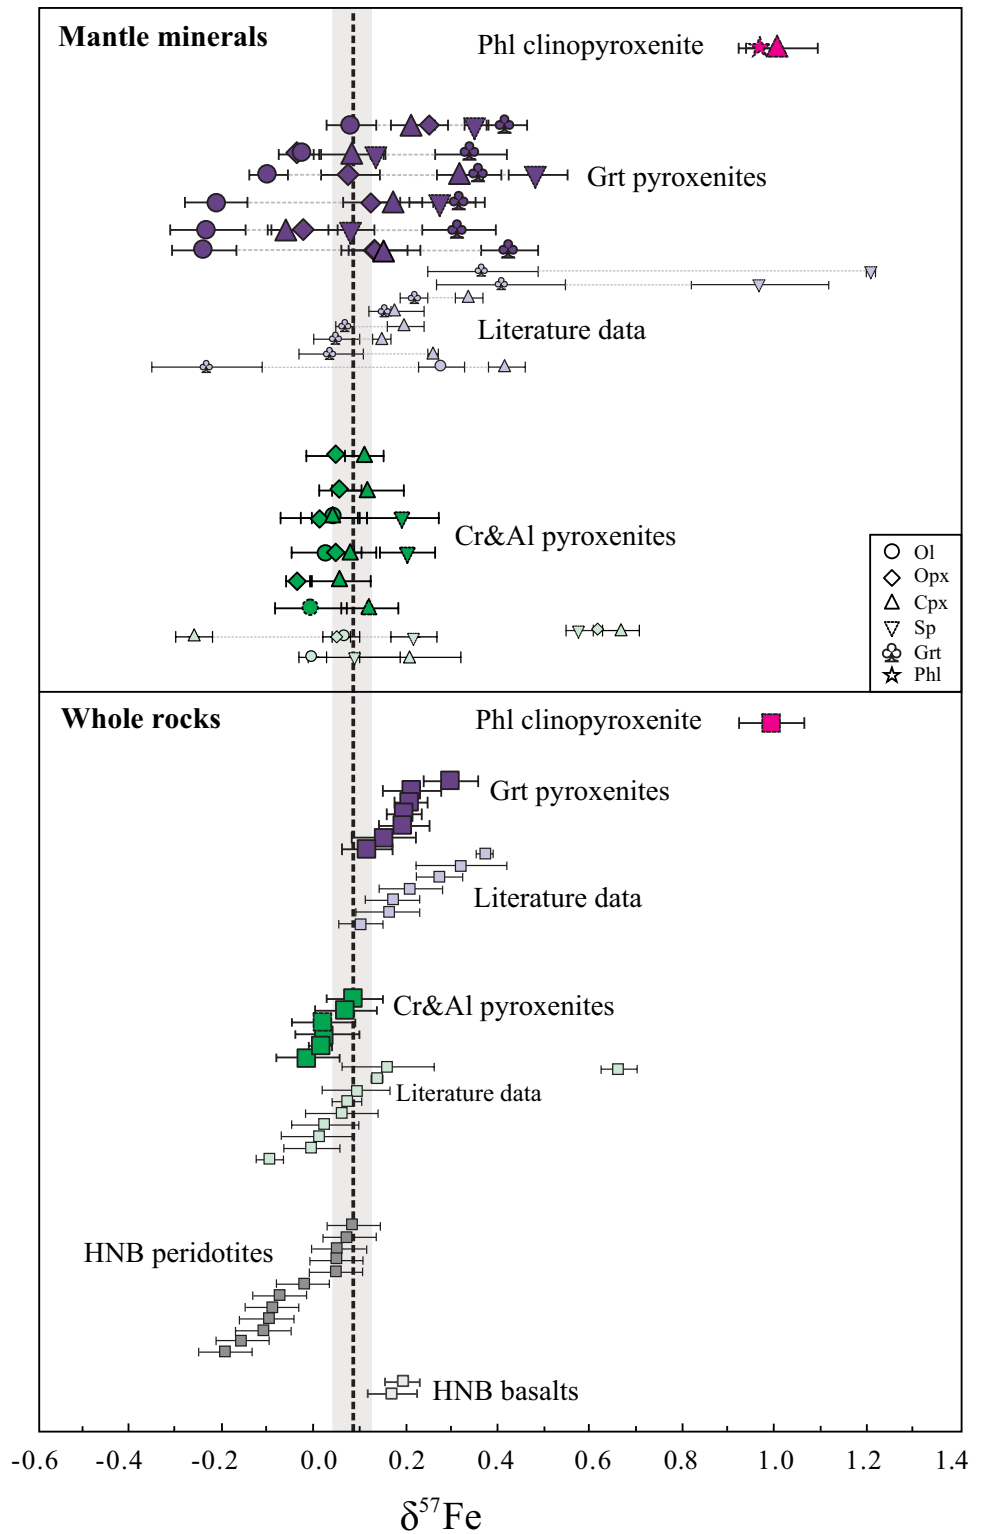 Mantle minerals
Phl clinopyroxenite
Grt pyroxenites
Literature data
Cr&Al pyroxenites
Ol
Opx
Cpx
Sp
Grt
Phl
Whole rocks
Phl clinopyroxenite
Grt pyroxenites
Literature data
Cr&Al pyroxenites
Literature data
HNB peridotites
HNB basalts
-0.6 -0.4 -0.2 0.0 0.2 0.4 0.6 0.8 1.0 1.2 1.4
δ⁵⁷Fe